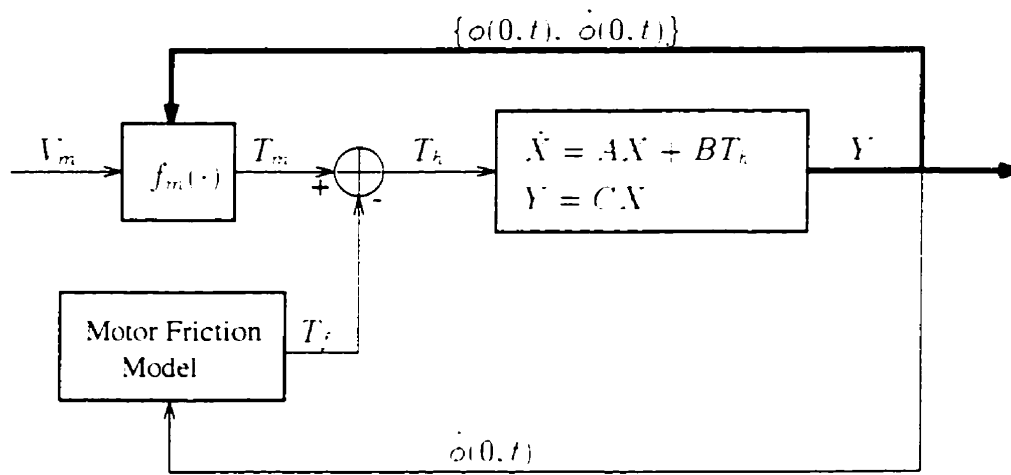 {ϕ(0,t), ϕ̇(0,t)}
V_m
f_m(·)
T_m
+
-
T_h
Ẋ = AX + BT_h
Y = CX
Y
Motor Friction
Model
T_f
ϕ̇(0,t)